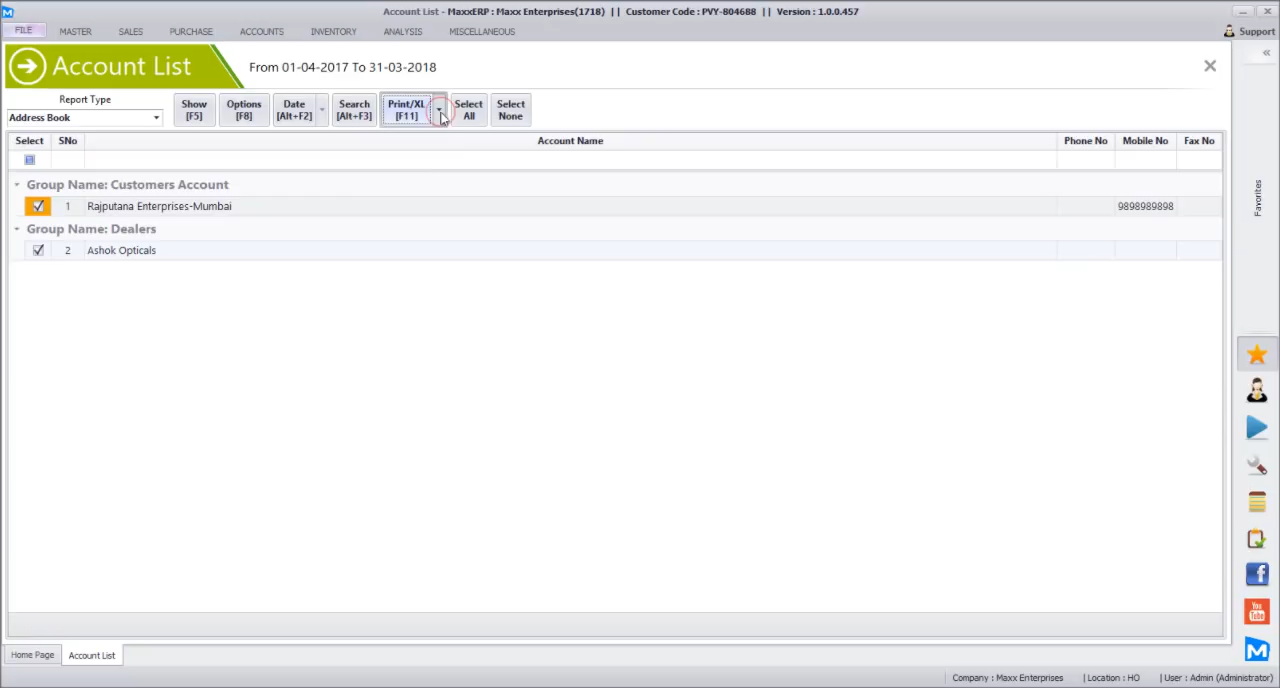 Account List - MaxxERP : Maxx Enterprises(1718) || Customer Code : PVY-804688 || Version : 1.0.0.457
FILE MASTER SALES PURCHASE ACCOUNTS INVENTORY ANALYSIS MISCELLANEOUS Support
Account List From 01-04-2017 To 31-03-2018
Report Type
Address Book
Show [F5]
Options [F8]
Date [Alt+F2]
Search [Alt+F3]
Print/XL [F11]
Select All
Select None
Select SNo Account Name Phone No Mobile No Fax No
Group Name: Customers Account
1 Rajputana Enterprises-Mumbai 9898989898
Group Name: Dealers
2 Ashok Opticals
Favorites
You Tube
Home Page Account List
Company : Maxx Enterprises | Location : HO | User : Admin (Administrator)